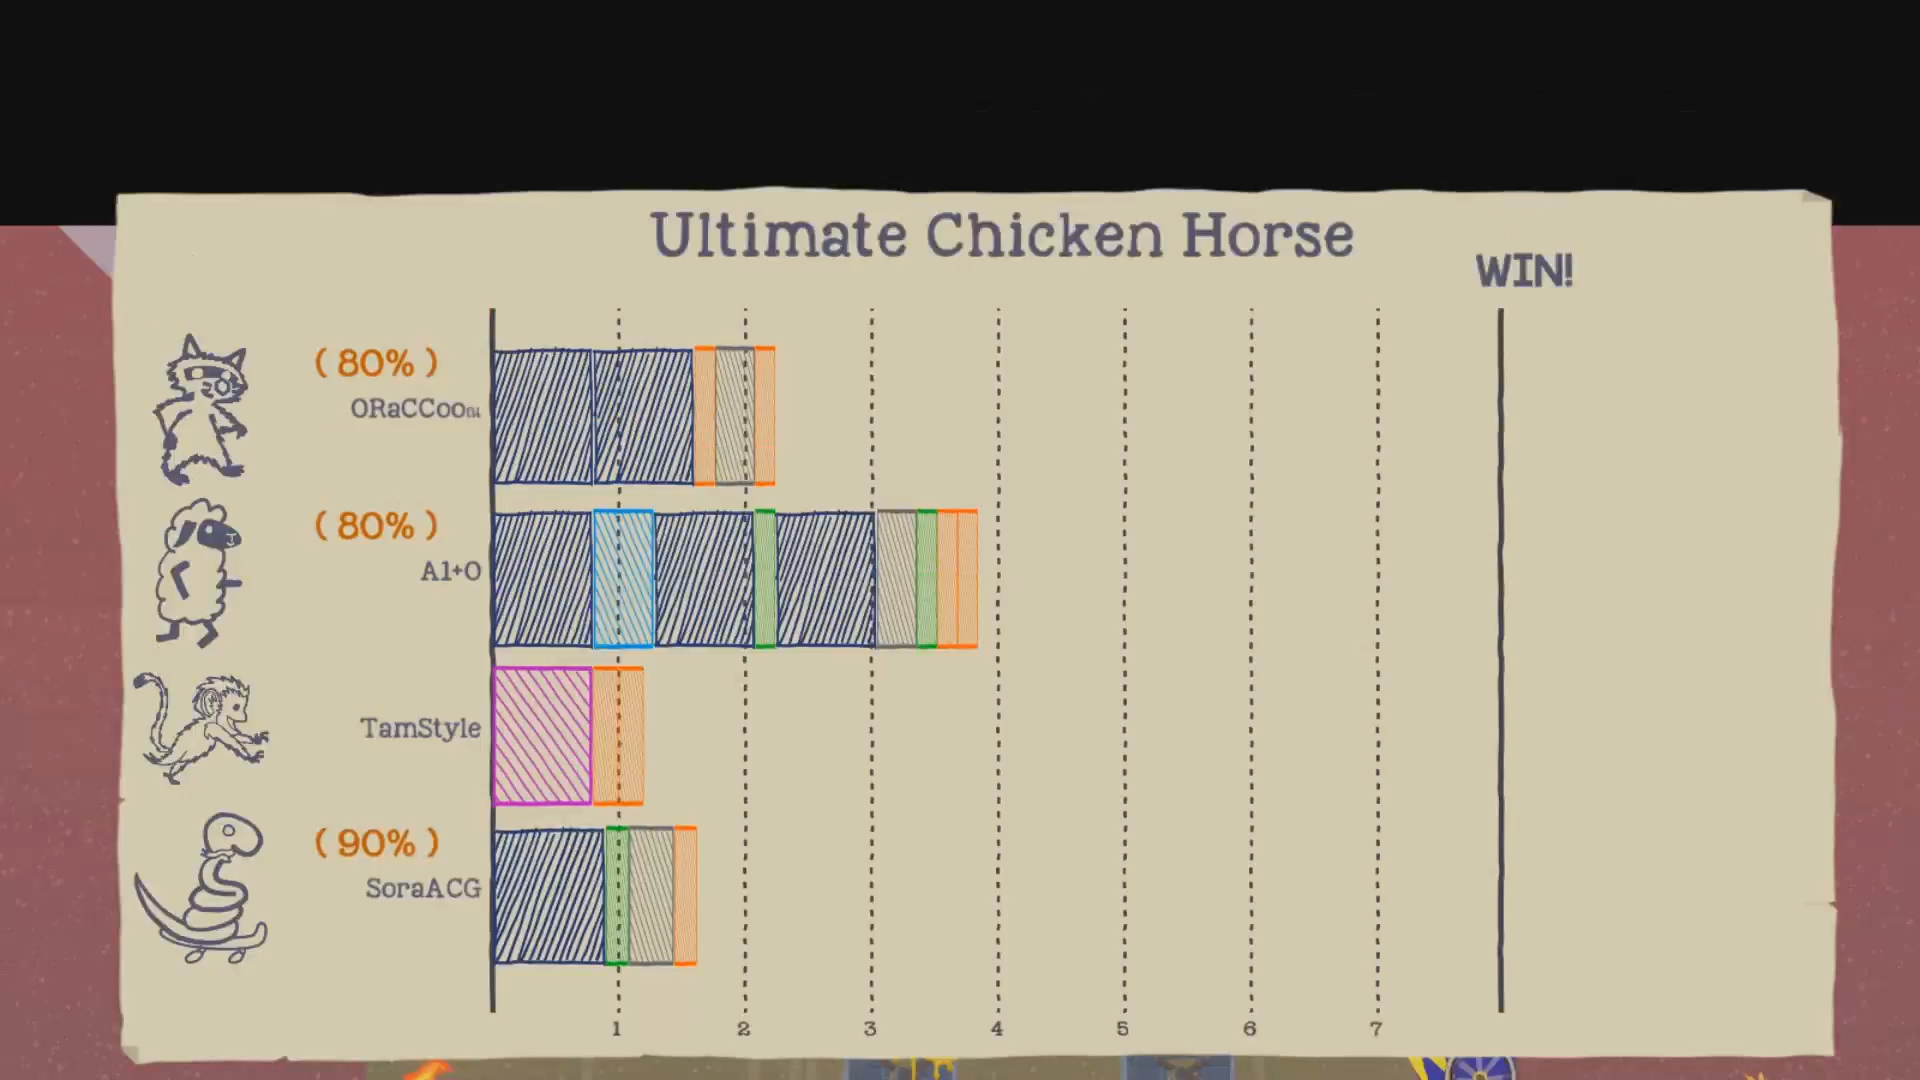 Ultimate Chicken Horse
WIN!
( 80% )
ORaCCoon
( 80% )
A1+O
TamStyle
( 90% )
SoraACG
1 2 3 4 5 6 7